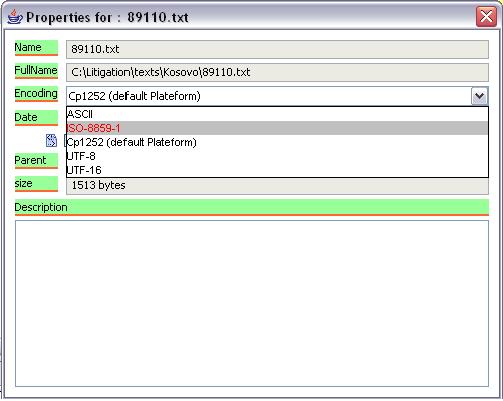 Properties for : 89110.txt
Name
89110.txt
FullName
C:\Litigation\texts\Kosovo\89110.txt
Encoding
Cp1252 (default Plateform)
Date
ASCII
ISO-8859-1
Cp1252 (default Plateform)
Parent
UTF-8
UTF-16
size
1513 bytes
Description